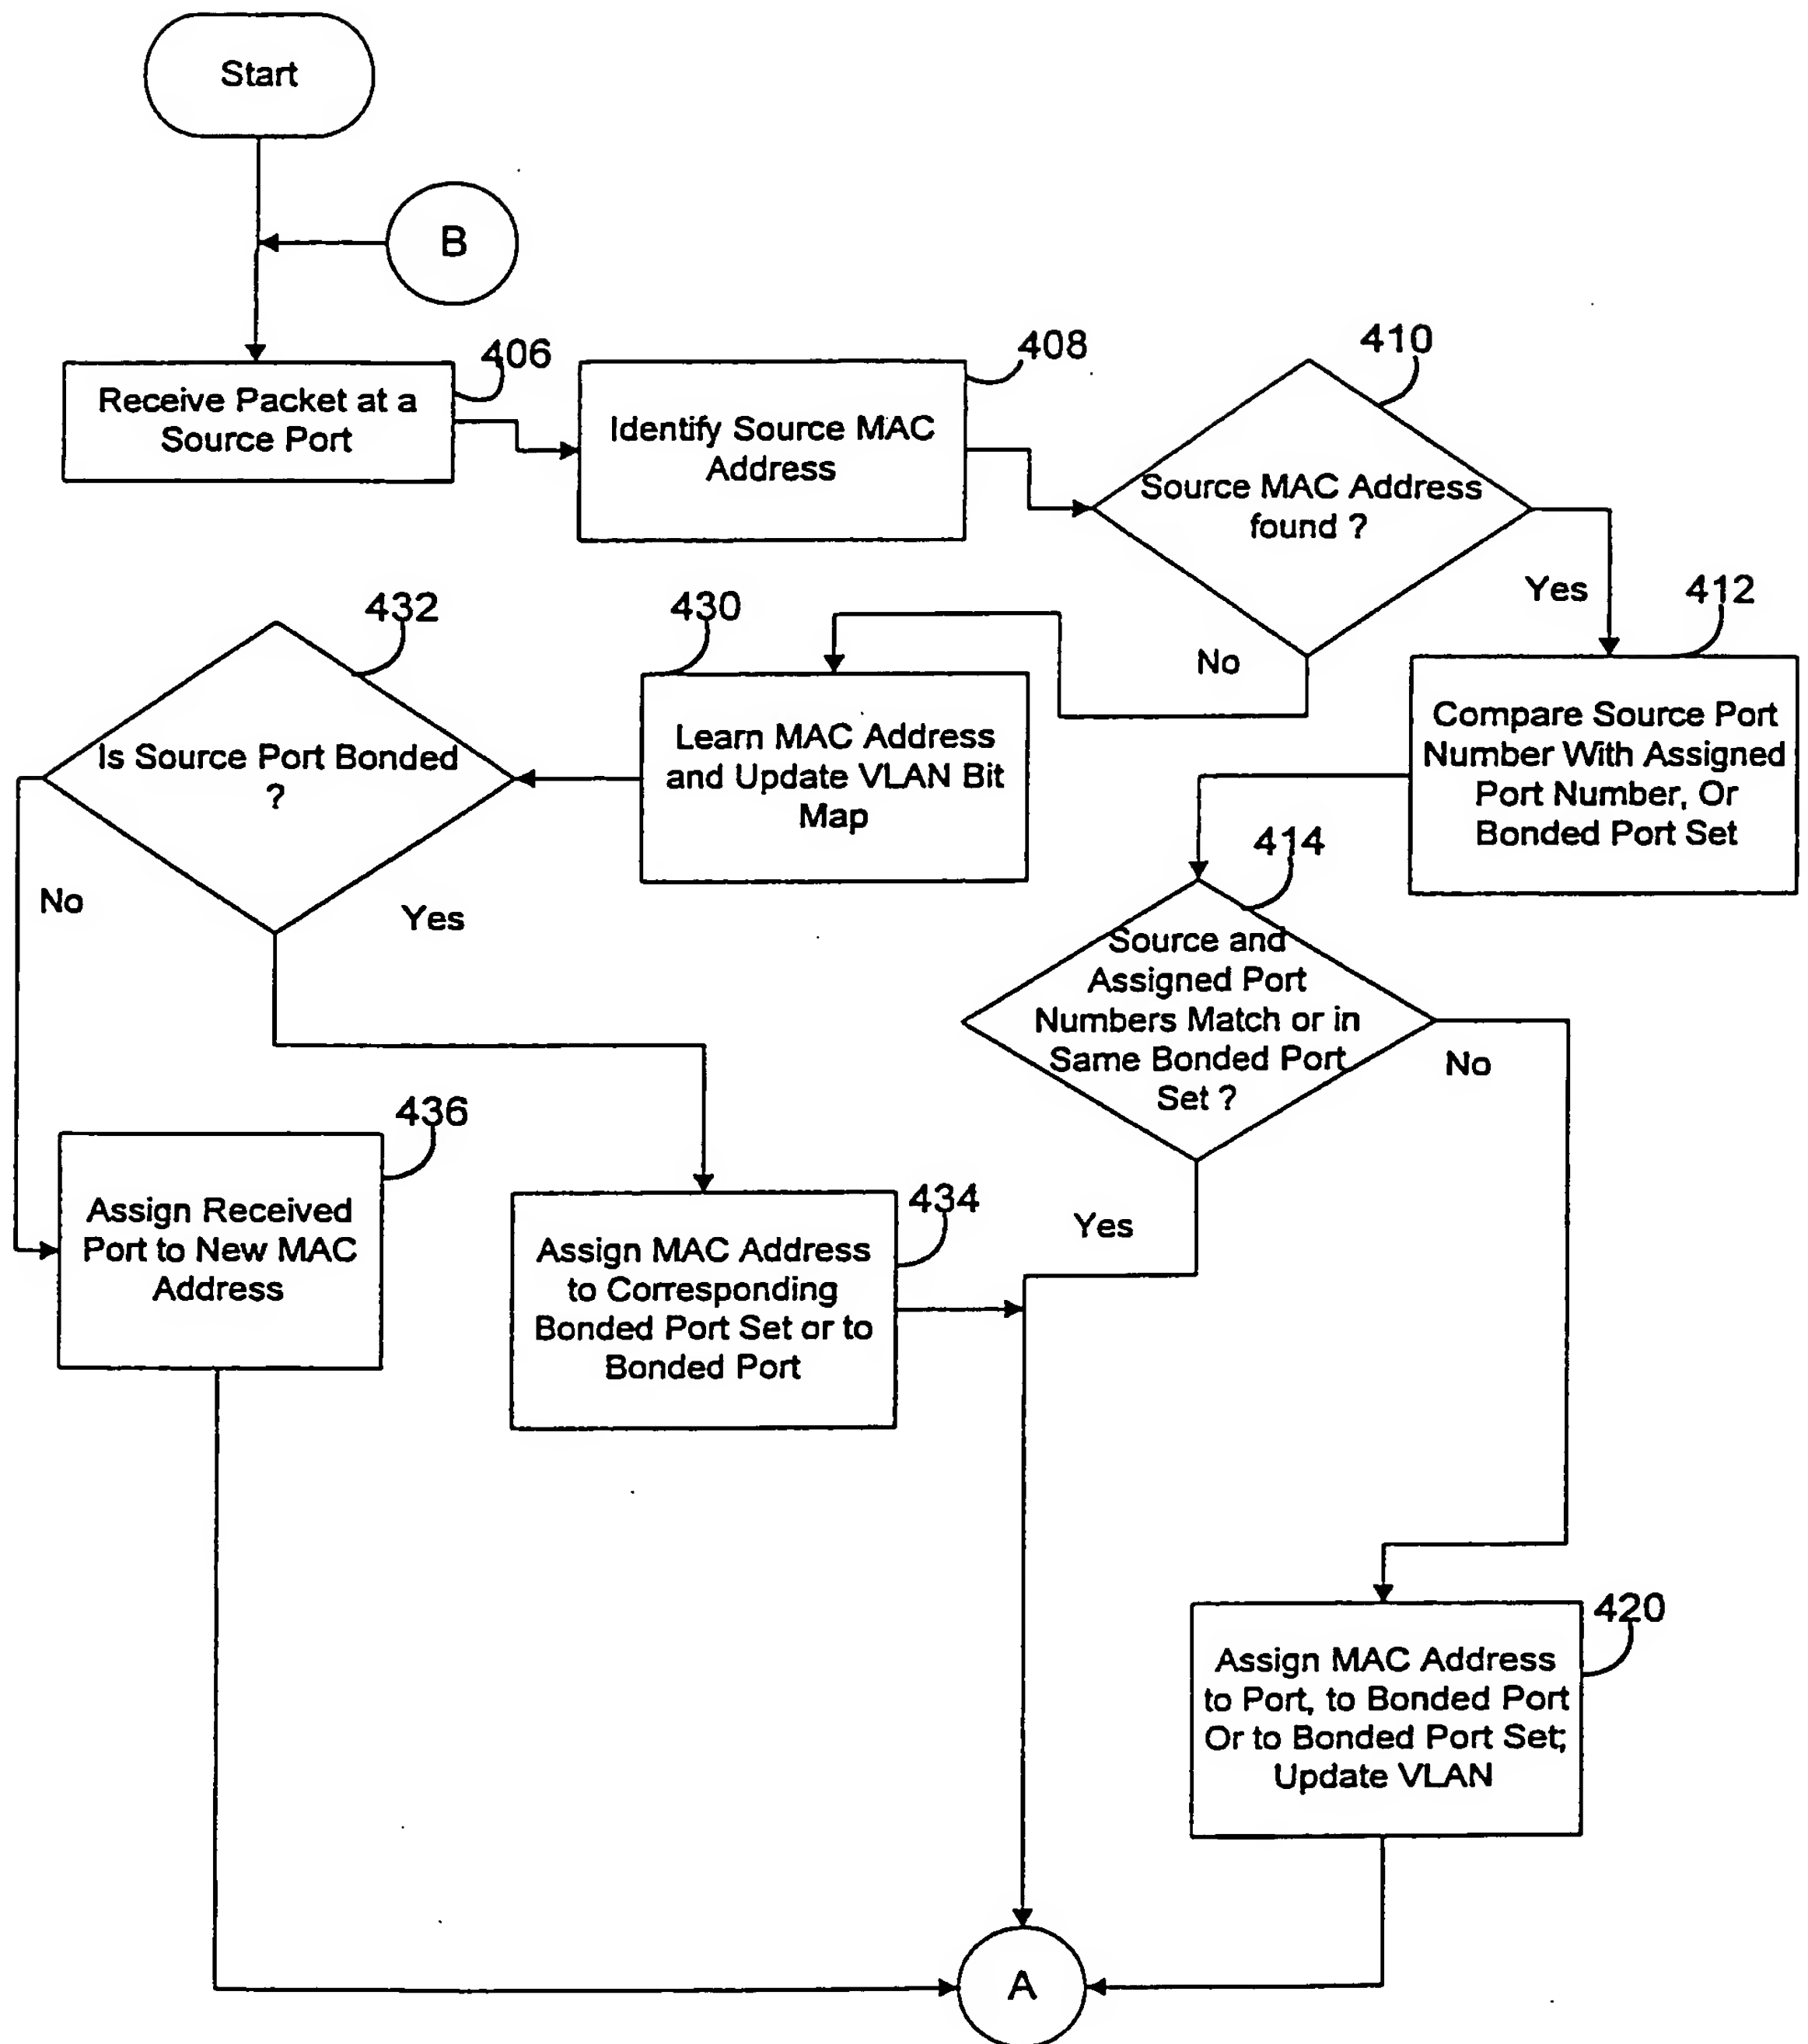 Start
B
406
Receive Packet at a
Source Port
408
Identify Source MAC
Address
410
Source MAC Address
found ?
Yes
No
412
Compare Source Port
Number With Assigned
Port Number, Or
Bonded Port Set
430
Learn MAC Address
and Update VLAN Bit
Map
432
Is Source Port Bonded
?
No
Yes
414
Source and
Assigned Port
Numbers Match or in
Same Bonded Port
Set ?
No
Yes
436
Assign Received
Port to New MAC
Address
434
Assign MAC Address
to Corresponding
Bonded Port Set or to
Bonded Port
420
Assign MAC Address
to Port, to Bonded Port
Or to Bonded Port Set;
Update VLAN
A